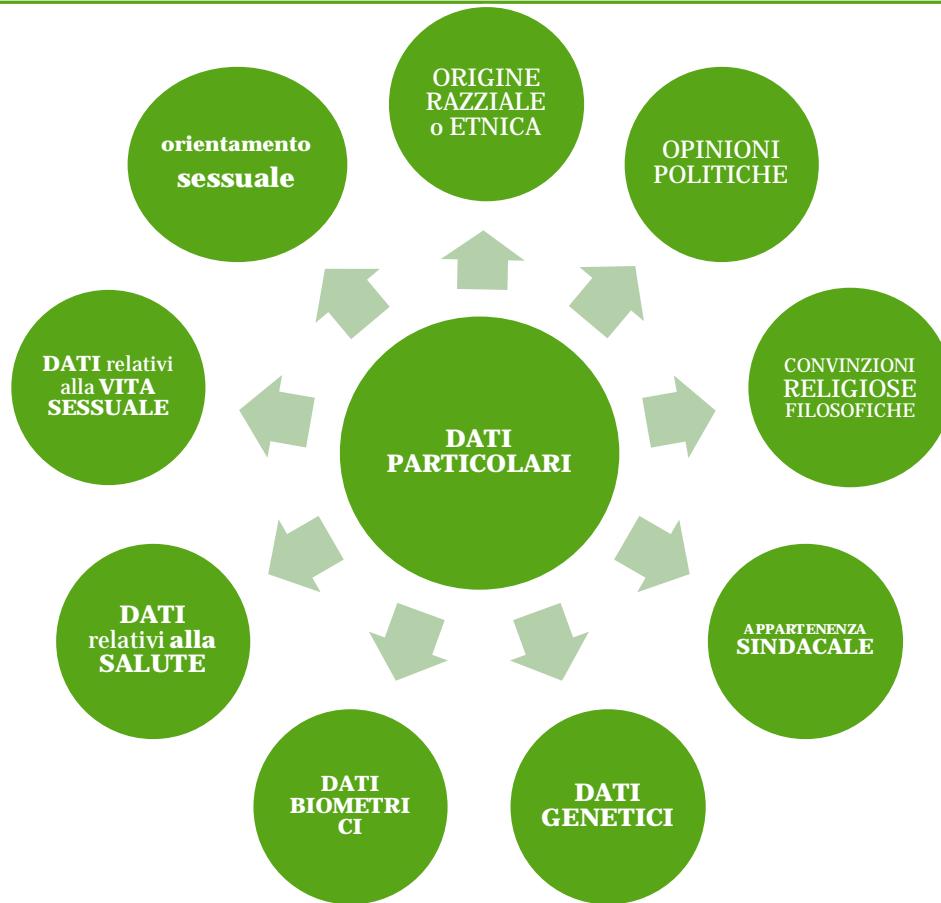 ORIGINE
RAZZIALE
o ETNICA
OPINIONI
POLITICHE
CONVINZIONI
RELIGIOSE
FILOSOFICHE
APPARTENENZA
SINDACALE
DATI
GENETICI
DATI
BIOMETRI
CI
DATI
relativi alla
SALUTE
DATI relativi
alla VITA
SESSUALE
orientamento
sessuale
DATI
PARTICOLARI